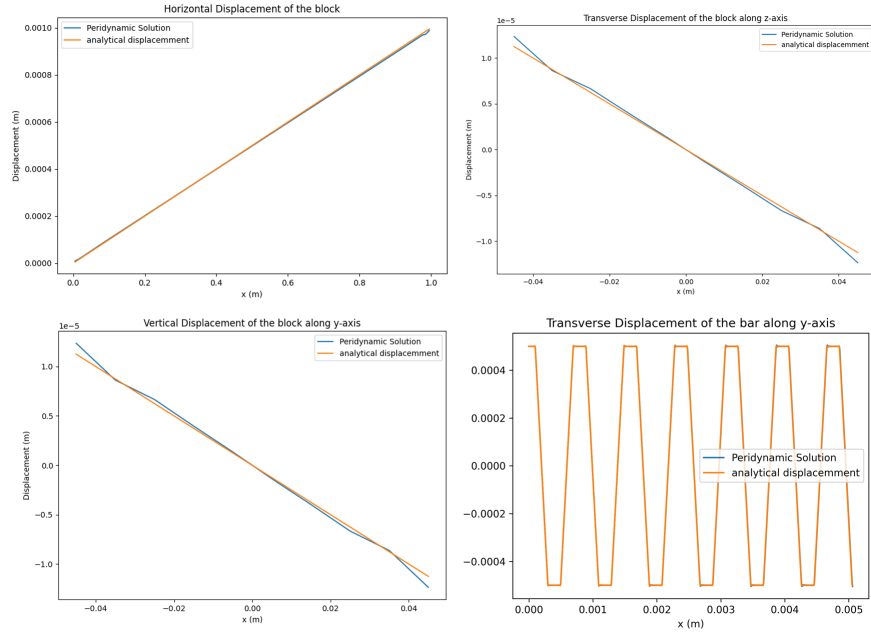 Horizontal Displacement of the block
Peridynamic Solution
analytical displacemment
0.0010
0.0008
0.0006
0.0004
0.0002
0.0000
Displacement (m)
0.0 0.2 0.4 0.6 0.8 1.0
x (m)
Transverse Displacement of the block along z-axis
1e−5
Peridynamic Solution
analytical displacemment
1.0
0.5
0.0
−0.5
−1.0
Displacement (m)
−0.04 −0.02 0.00 0.02 0.04
x (m)
Vertical Displacement of the block along y-axis
1e−5
Peridynamic Solution
analytical displacemment
1.0
0.5
0.0
−0.5
−1.0
Displacement (m)
−0.04 −0.02 0.00 0.02 0.04
x (m)
Transverse Displacement of the bar along y-axis
0.0004
0.0002
0.0000
−0.0002
−0.0004
Peridynamic Solution
analytical displacemment
0.000 0.001 0.002 0.003 0.004 0.005
x (m)